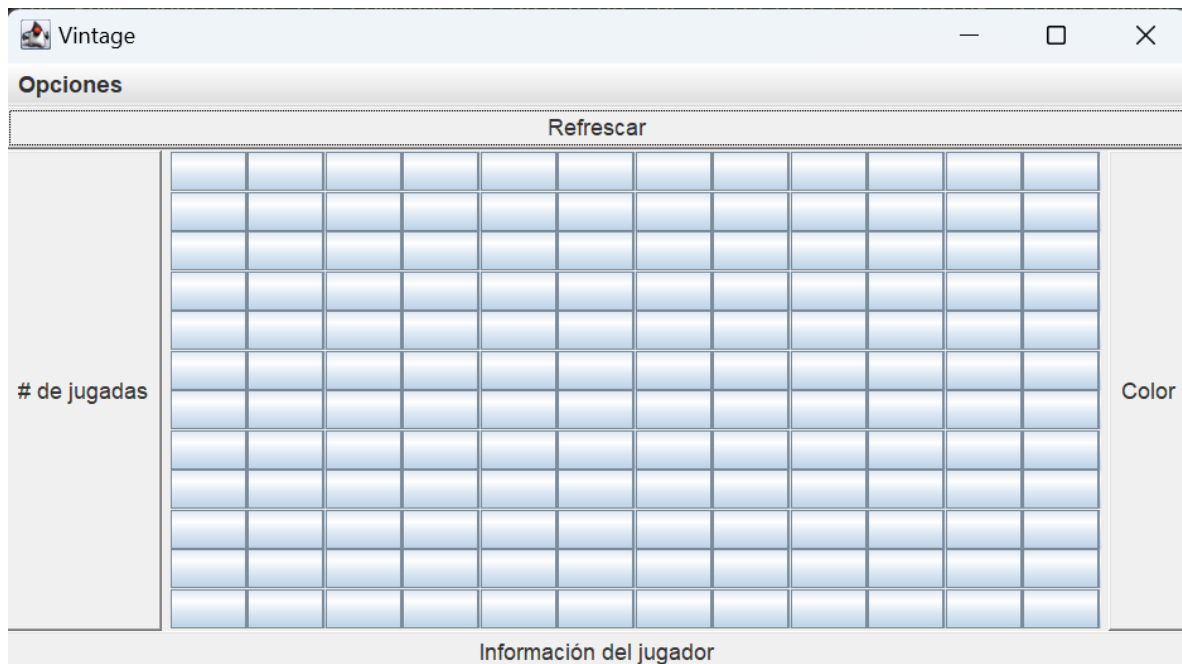 Vintage
Opciones
Refrescar
# de jugadas
Color
Información del jugador